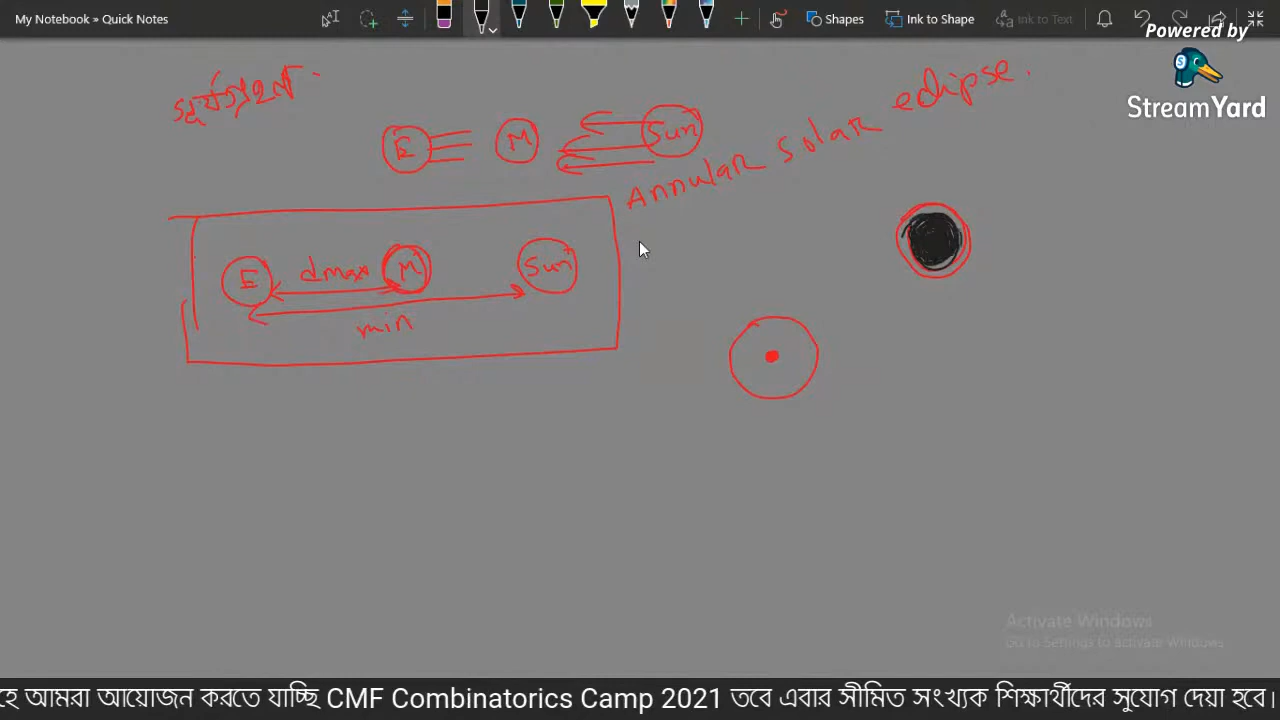 My Notebook » Quick Notes
Shapes
Ink to Shape
Ink to Text
Powered by
StreamYard
সূর্যগ্রহণ
E M Sun
Annular solar eclipse.
E dmax M Sun
min
Activate Windows
Go to Settings to activate Windows.
হে আমরা আয়োজন করতে যাচ্ছি CMF Combinatorics Camp 2021 তবে এবার সীমিত সংখ্যক শিক্ষার্থীদের সুযোগ দেয়া হবে।